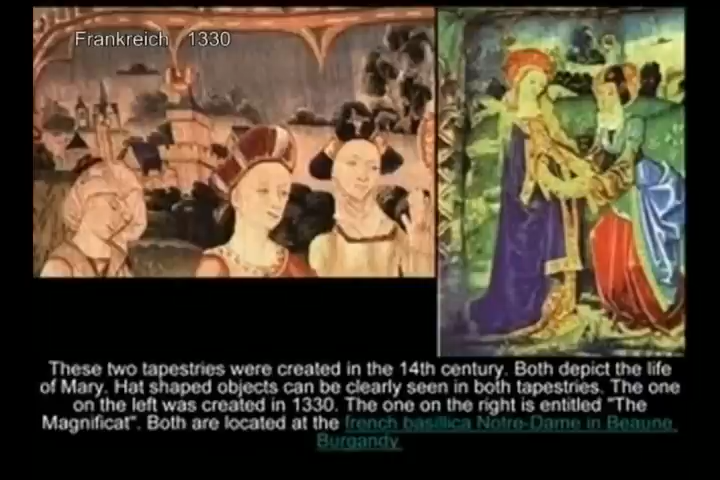 Frankreich 1330
These two tapestries were created in the 14th century. Both depict the life
of Mary. Hat shaped objects can be clearly seen in both tapestries. The one
on the left was created in 1330. The one on the right is entitled "The
Magnificat". Both are located at the french basillica Notre-Dame in Beaune,
Burgandy